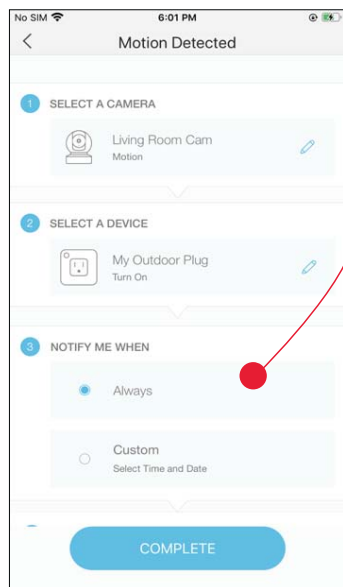 No SIM 6:01 PM
Motion Detected
1 SELECT A CAMERA
Living Room Cam
Motion
2 SELECT A DEVICE
My Outdoor Plug
Turn On
3 NOTIFY ME WHEN
Always
Custom
Select Time and Date
COMPLETE